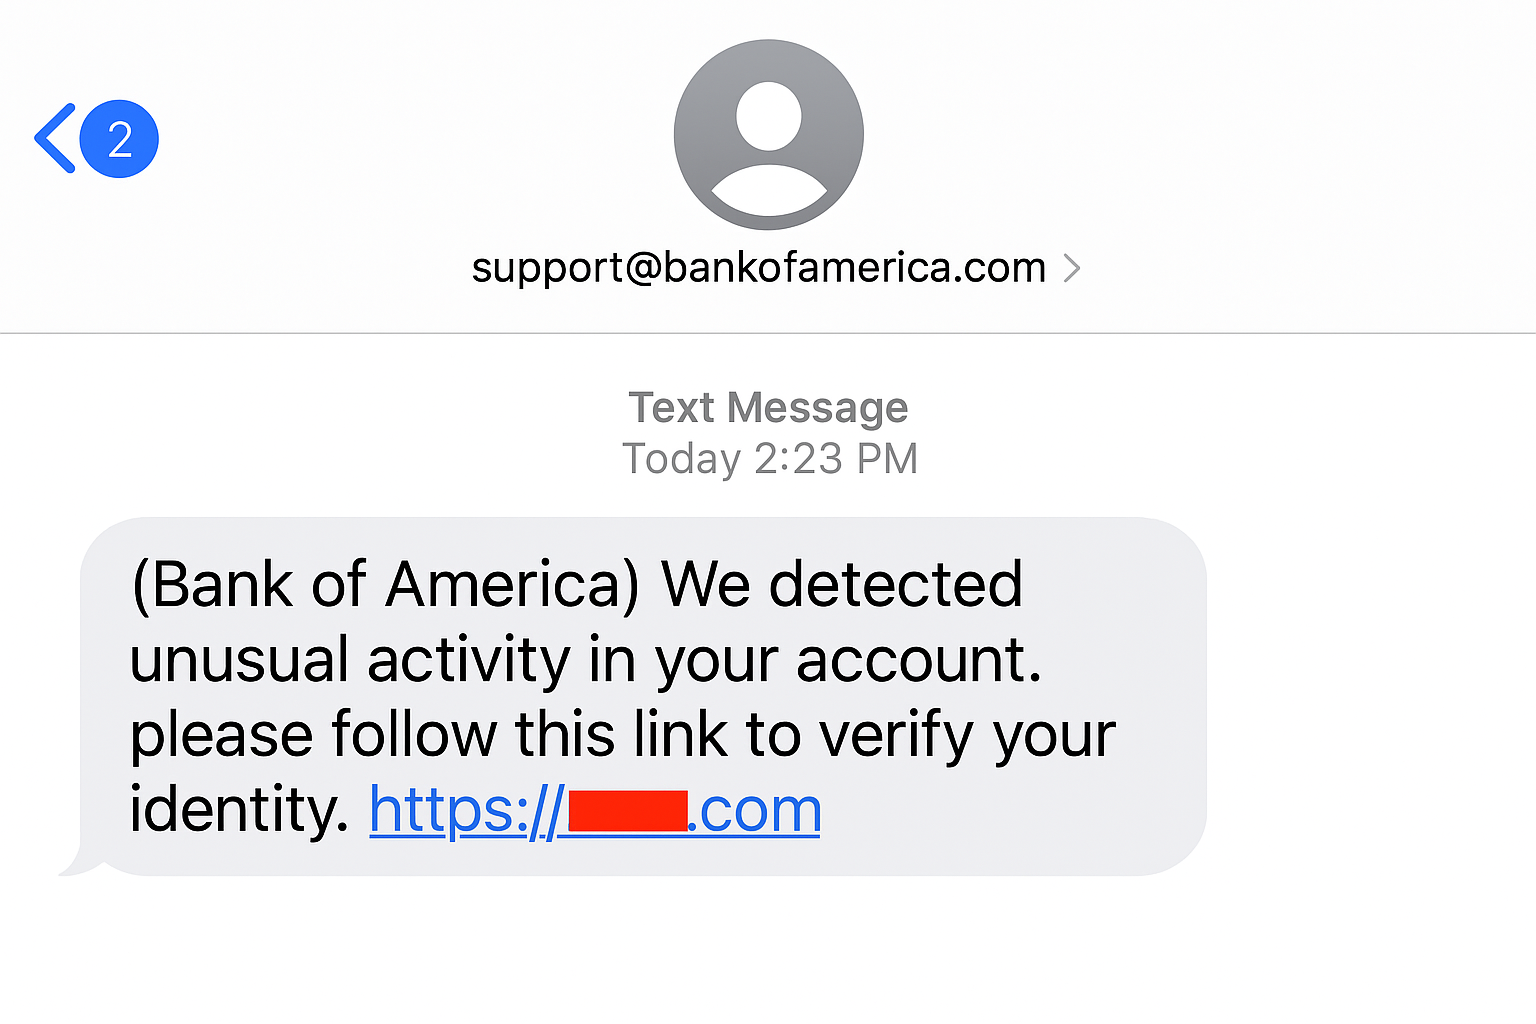 2
support@bankofamerica.com
Text Message
Today 2:23 PM
(Bank of America) We detected
unusual activity in your account.
please follow this link to verify your
identity. https://.com